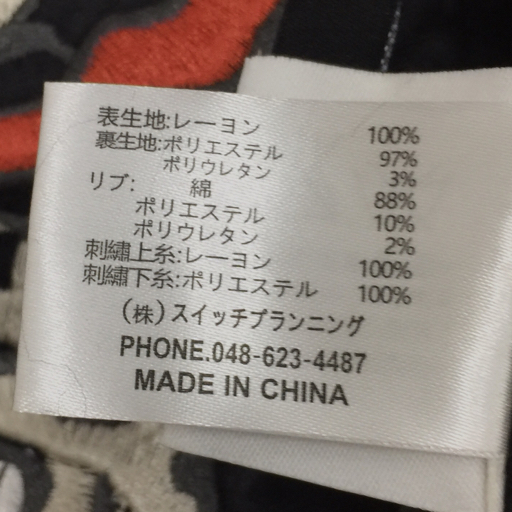 表生地:レーヨン 100%
裏生地:ポリエステル 97%
ポリウレタン 3%
リブ: 綿 88%
ポリエステル 10%
ポリウレタン 2%
刺繍上糸:レーヨン 100%
刺繍下糸:ポリエステル 100%
(株)スイッチプランニング
PHONE.048-623-4487
MADE IN CHINA